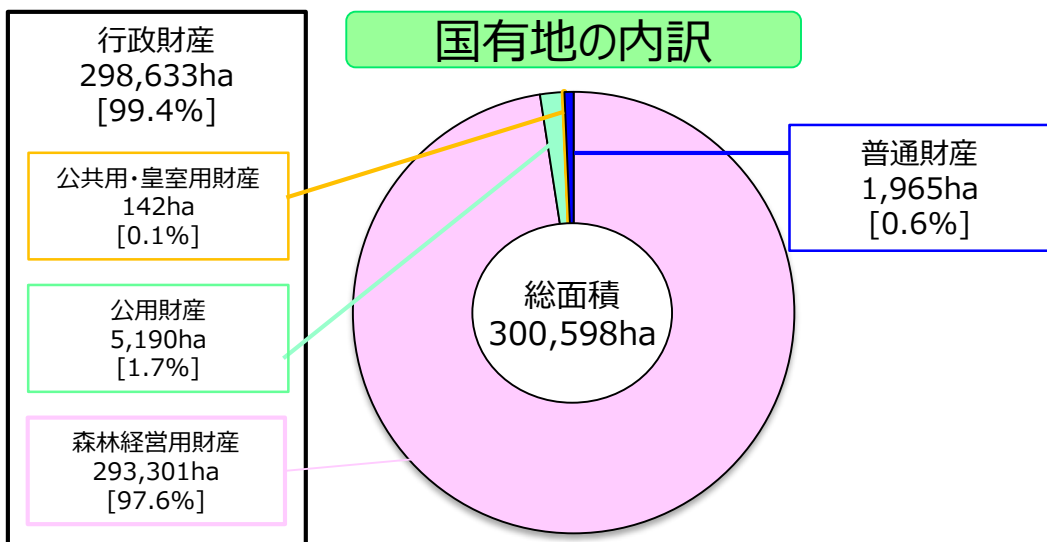 国有地の内訳
行政財産
298,633ha
[99.4%]
公共用・皇室用財産
142ha
[0.1%]
公用財産
5,190ha
[1.7%]
森林経営用財産
293,301ha
[97.6%]
総面積
300,598ha
普通財産
1,965ha
[0.6%]